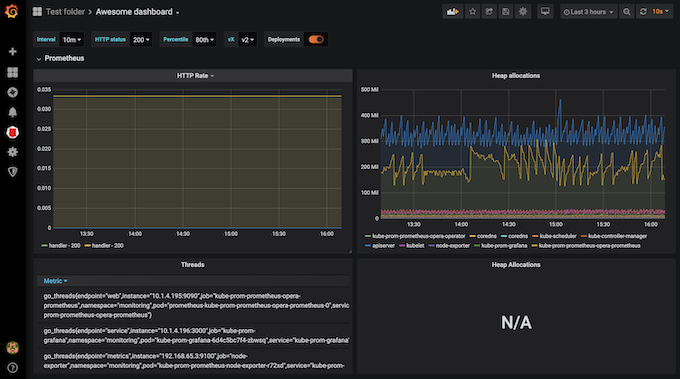 Test folder > Awesome dashboard
Last 3 hours
10s
Interval 10m HTTP status 200 Percentile 80th vX v2 Deployments
Prometheus
HTTP Rate
0.035
0.030
0.025
0.020
0.015
0.010
0.005
0
13:30 14:00 14:30 15:00 15:30 16:00
handler - 200 handler - 200
Heap allocations
500 Mil
400 Mil
300 Mil
200 Mil
100 Mil
0
13:30 14:00 14:30 15:00 15:30 16:00
kube-prom-prometheus-opera-operator coredns coredns kube-scheduler kube-controller-manager
apiserver kubelet node-exporter kube-prom-grafana kube-prom-prometheus-opera-prometheus
Threads
Metric
go_threads{endpoint="web",instance="10.1.4.195:9090",job="kube-prom-prometheus-opera-
prometheus",namespace="monitoring",pod="prometheus-kube-prom-prometheus-opera-prometheus-0",service
prom-prometheus-opera-prometheus"}
go_threads{endpoint="service",instance="10.1.4.196:3000",job="kube-prom-
grafana",namespace="monitoring",pod="kube-prom-grafana-6d4c5bc7f4-zbwsq",service="kube-prom-grafana"
go_threads{endpoint="metrics",instance="192.168.65.3:9100",job="node-
exporter",namespace="monitoring",pod="kube-prom-prometheus-node-exporter-r72xd",service="kube-prom-
Heap Allocations
N/A